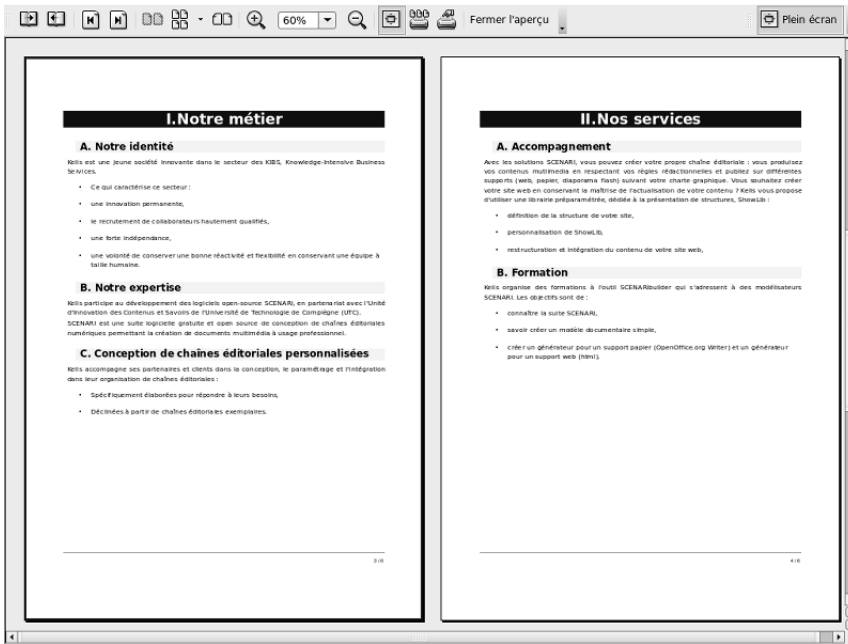 60%
Fermer l'aperçu
Plein écran
I.Notre métier
A. Notre identité
Kelis est une jeune société innovante dans le secteur des KIBS, Knowledge-Intensive Business
Services.
• Ce qui caractérise ce secteur :
• une innovation permanente,
• le recrutement de collaborateurs hautement qualifiés,
• une forte indépendance,
• une volonté de conserver une bonne réactivité et flexibilité en conservant une équipe à
taille humaine.
B. Notre expertise
Kelis participe au développement des logiciels open-source SCENARI, en partenariat avec l'Unité
d'Innovation des Contenus et Savoirs de l'Université de Technologie de Compiègne (UTC).
SCENARI est une suite logicielle gratuite et open source de conception de chaînes éditoriales
numériques permettant la création de documents multimédia à usage professionnel.
C. Conception de chaînes éditoriales personnalisées
Kelis accompagne ses partenaires et clients dans la conception, le paramétrage et l'intégration
dans leur organisation de chaînes éditoriales :
• Spécifiquement élaborées pour répondre à leurs besoins,
• Déclinées à partir de chaînes éditoriales exemplaires.
3 / 6
II.Nos services
A. Accompagnement
Avec les solutions SCENARI, vous pouvez créer votre propre chaîne éditoriale : vous produisez
vos contenus multimedia en respectant vos règles rédactionnelles et publiez sur différentes
supports (web, papier, diaporama flash) suivant votre charte graphique. Vous souhaitez créer
votre site web en conservant la maîtrise de l'actualisation de votre contenu ? Kelis vous propose
d'utiliser une librairie préparamétrée, dédiée à la présentation de structures, ShowLib :
• définition de la structure de votre site,
• personnalisation de ShowLib,
• restructuration et intégration du contenu de votre site web,
B. Formation
Kelis organise des formations à l'outil SCENARIbuilder qui s'adressent à des modélisateurs
SCENARI. Les objectifs sont de :
• connaître la suite SCENARI,
• savoir créer un modèle documentaire simple,
• créer un générateur pour un support papier (OpenOffice.org Writer) et un générateur
pour un support web (html).
4 / 6